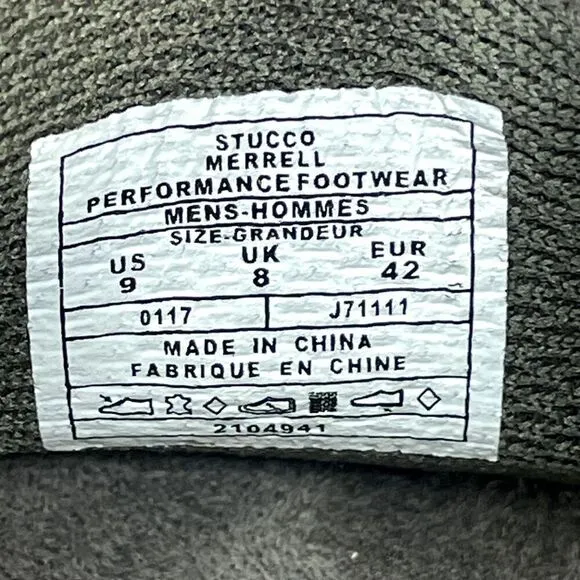 STUCCO
MERRELL
PERFORMANCE FOOTWEAR
MENS-HOMMES
SIZE-GRANDEUR
US UK EUR
9 8 42
0117 J71111
MADE IN CHINA
FABRIQUE EN CHINE
2104941